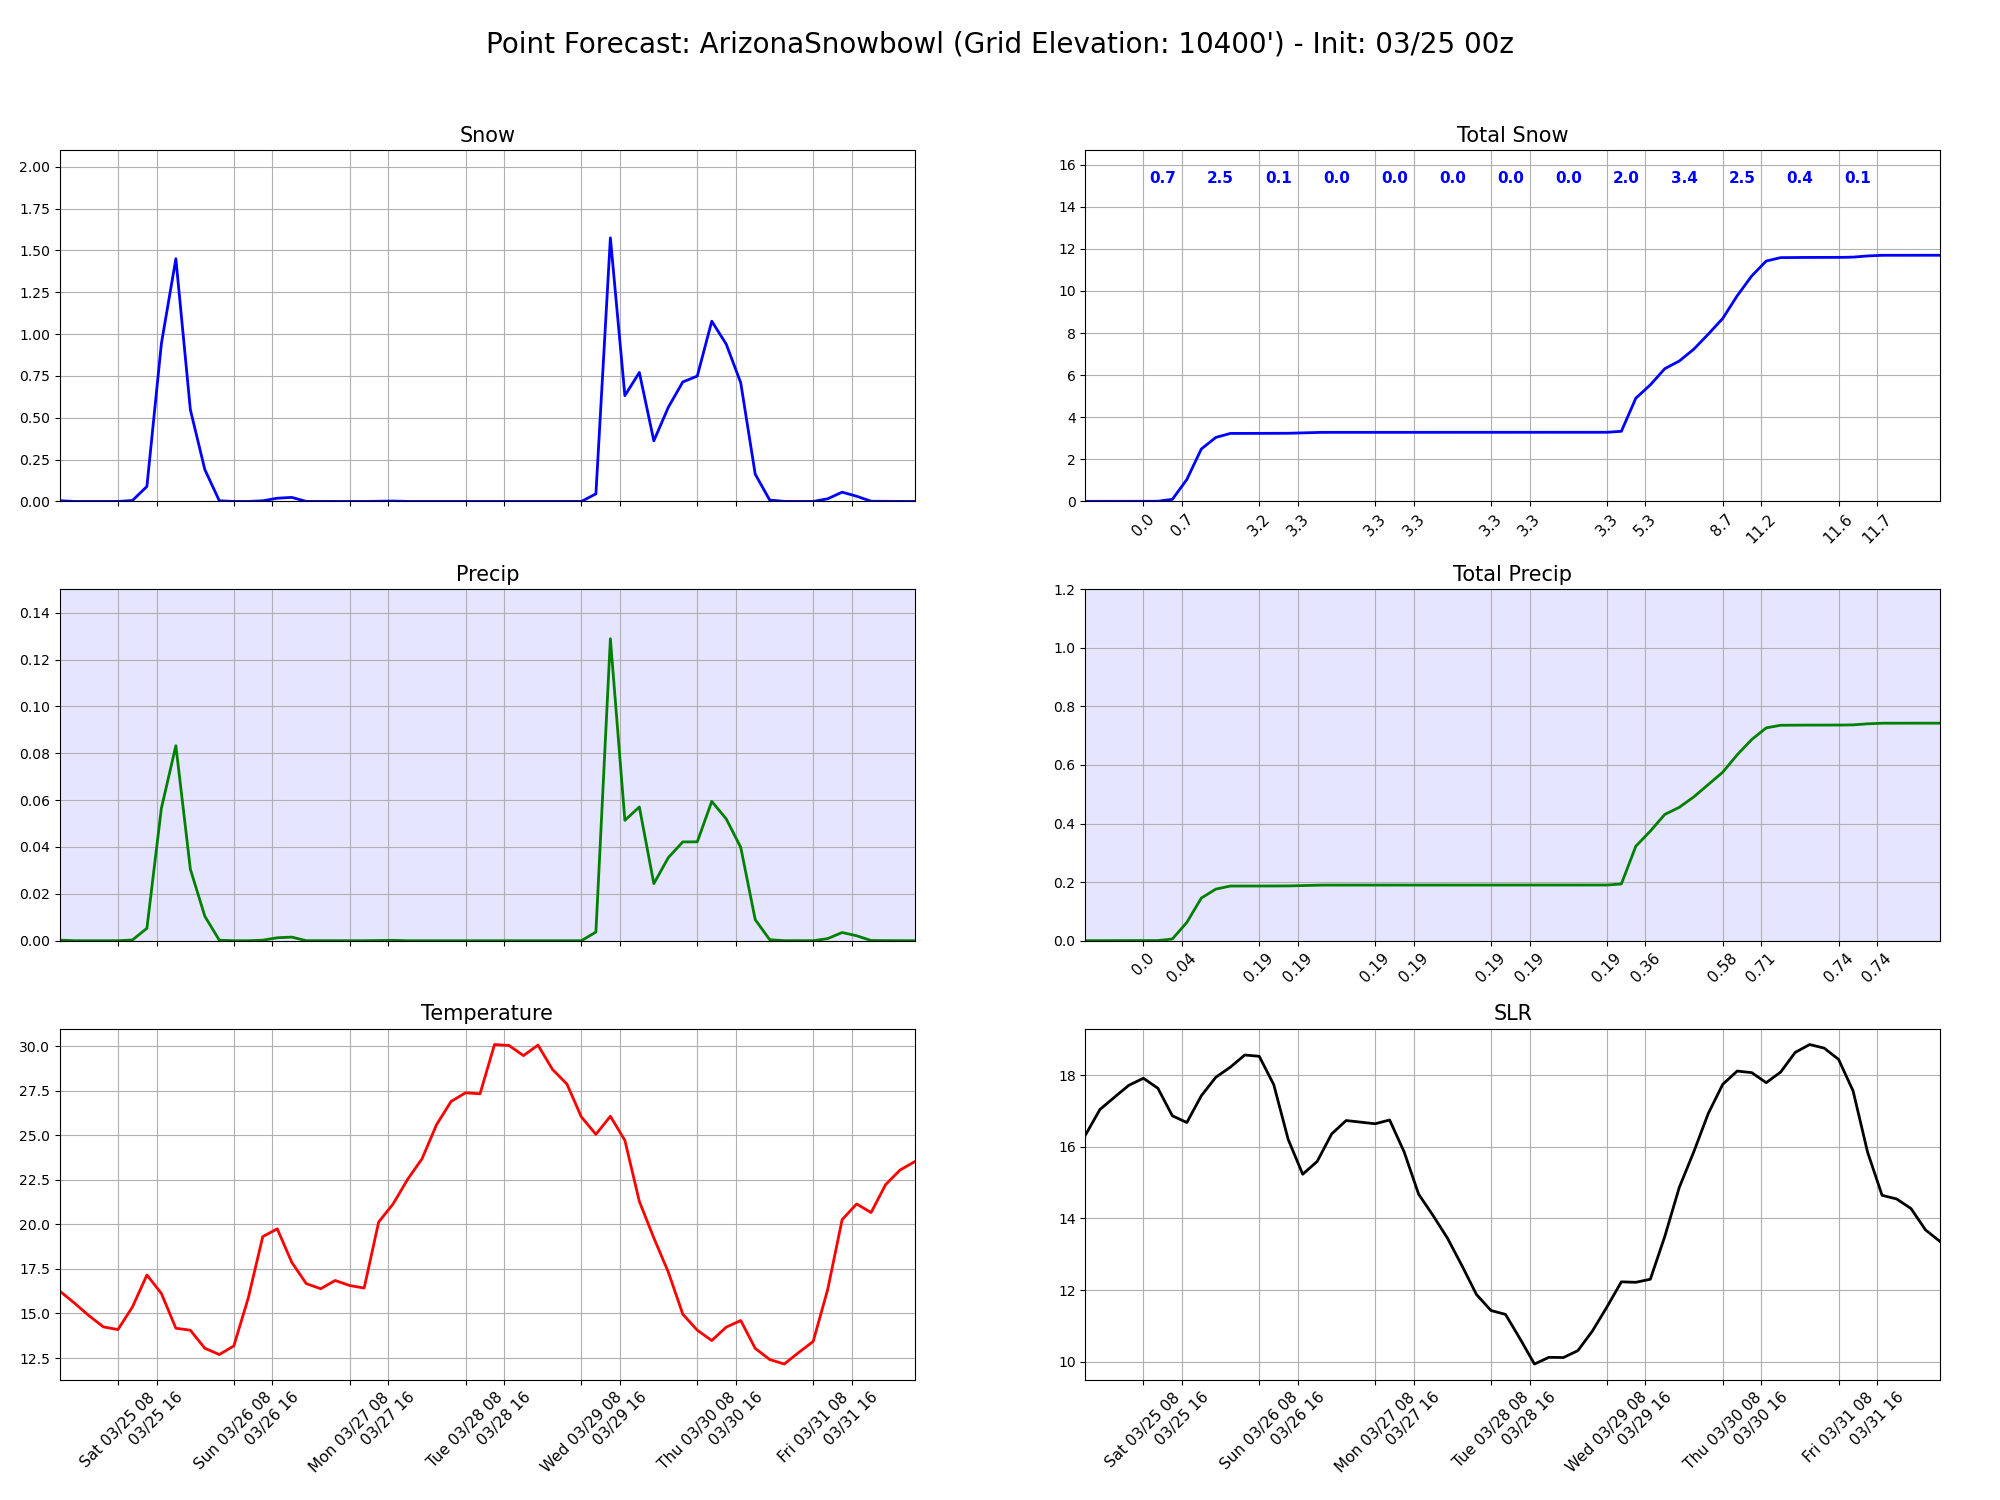 Point Forecast: ArizonaSnowbowl (Grid Elevation: 10400') - Init: 03/25 00z
Snow
2.00
1.75
1.50
1.25
1.00
0.75
0.50
0.25
0.00
Total Snow
0.7 2.5 0.1 0.0 0.0 0.0 0.0 0.0 2.0 3.4 2.5 0.4 0.1
16
14
12
10
8
6
4
2
0
0.0 0.7 3.2 3.3 3.3 3.3 3.3 3.3 3.3 5.3 8.7 11.2 11.6 11.7
Precip
0.14
0.12
0.10
0.08
0.06
0.04
0.02
0.00
Total Precip
1.2
1.0
0.8
0.6
0.4
0.2
0.0
0.0 0.04 0.19 0.19 0.19 0.19 0.19 0.19 0.19 0.36 0.58 0.71 0.74 0.74
Temperature
30.0
27.5
25.0
22.5
20.0
17.5
15.0
12.5
Sat 03/25 08
03/25 16
Sun 03/26 08
03/26 16
Mon 03/27 08
03/27 16
Tue 03/28 08
03/28 16
Wed 03/29 08
03/29 16
Thu 03/30 08
03/30 16
Fri 03/31 08
03/31 16
SLR
18
16
14
12
10
Sat 03/25 08
03/25 16
Sun 03/26 08
03/26 16
Mon 03/27 08
03/27 16
Tue 03/28 08
03/28 16
Wed 03/29 08
03/29 16
Thu 03/30 08
03/30 16
Fri 03/31 08
03/31 16